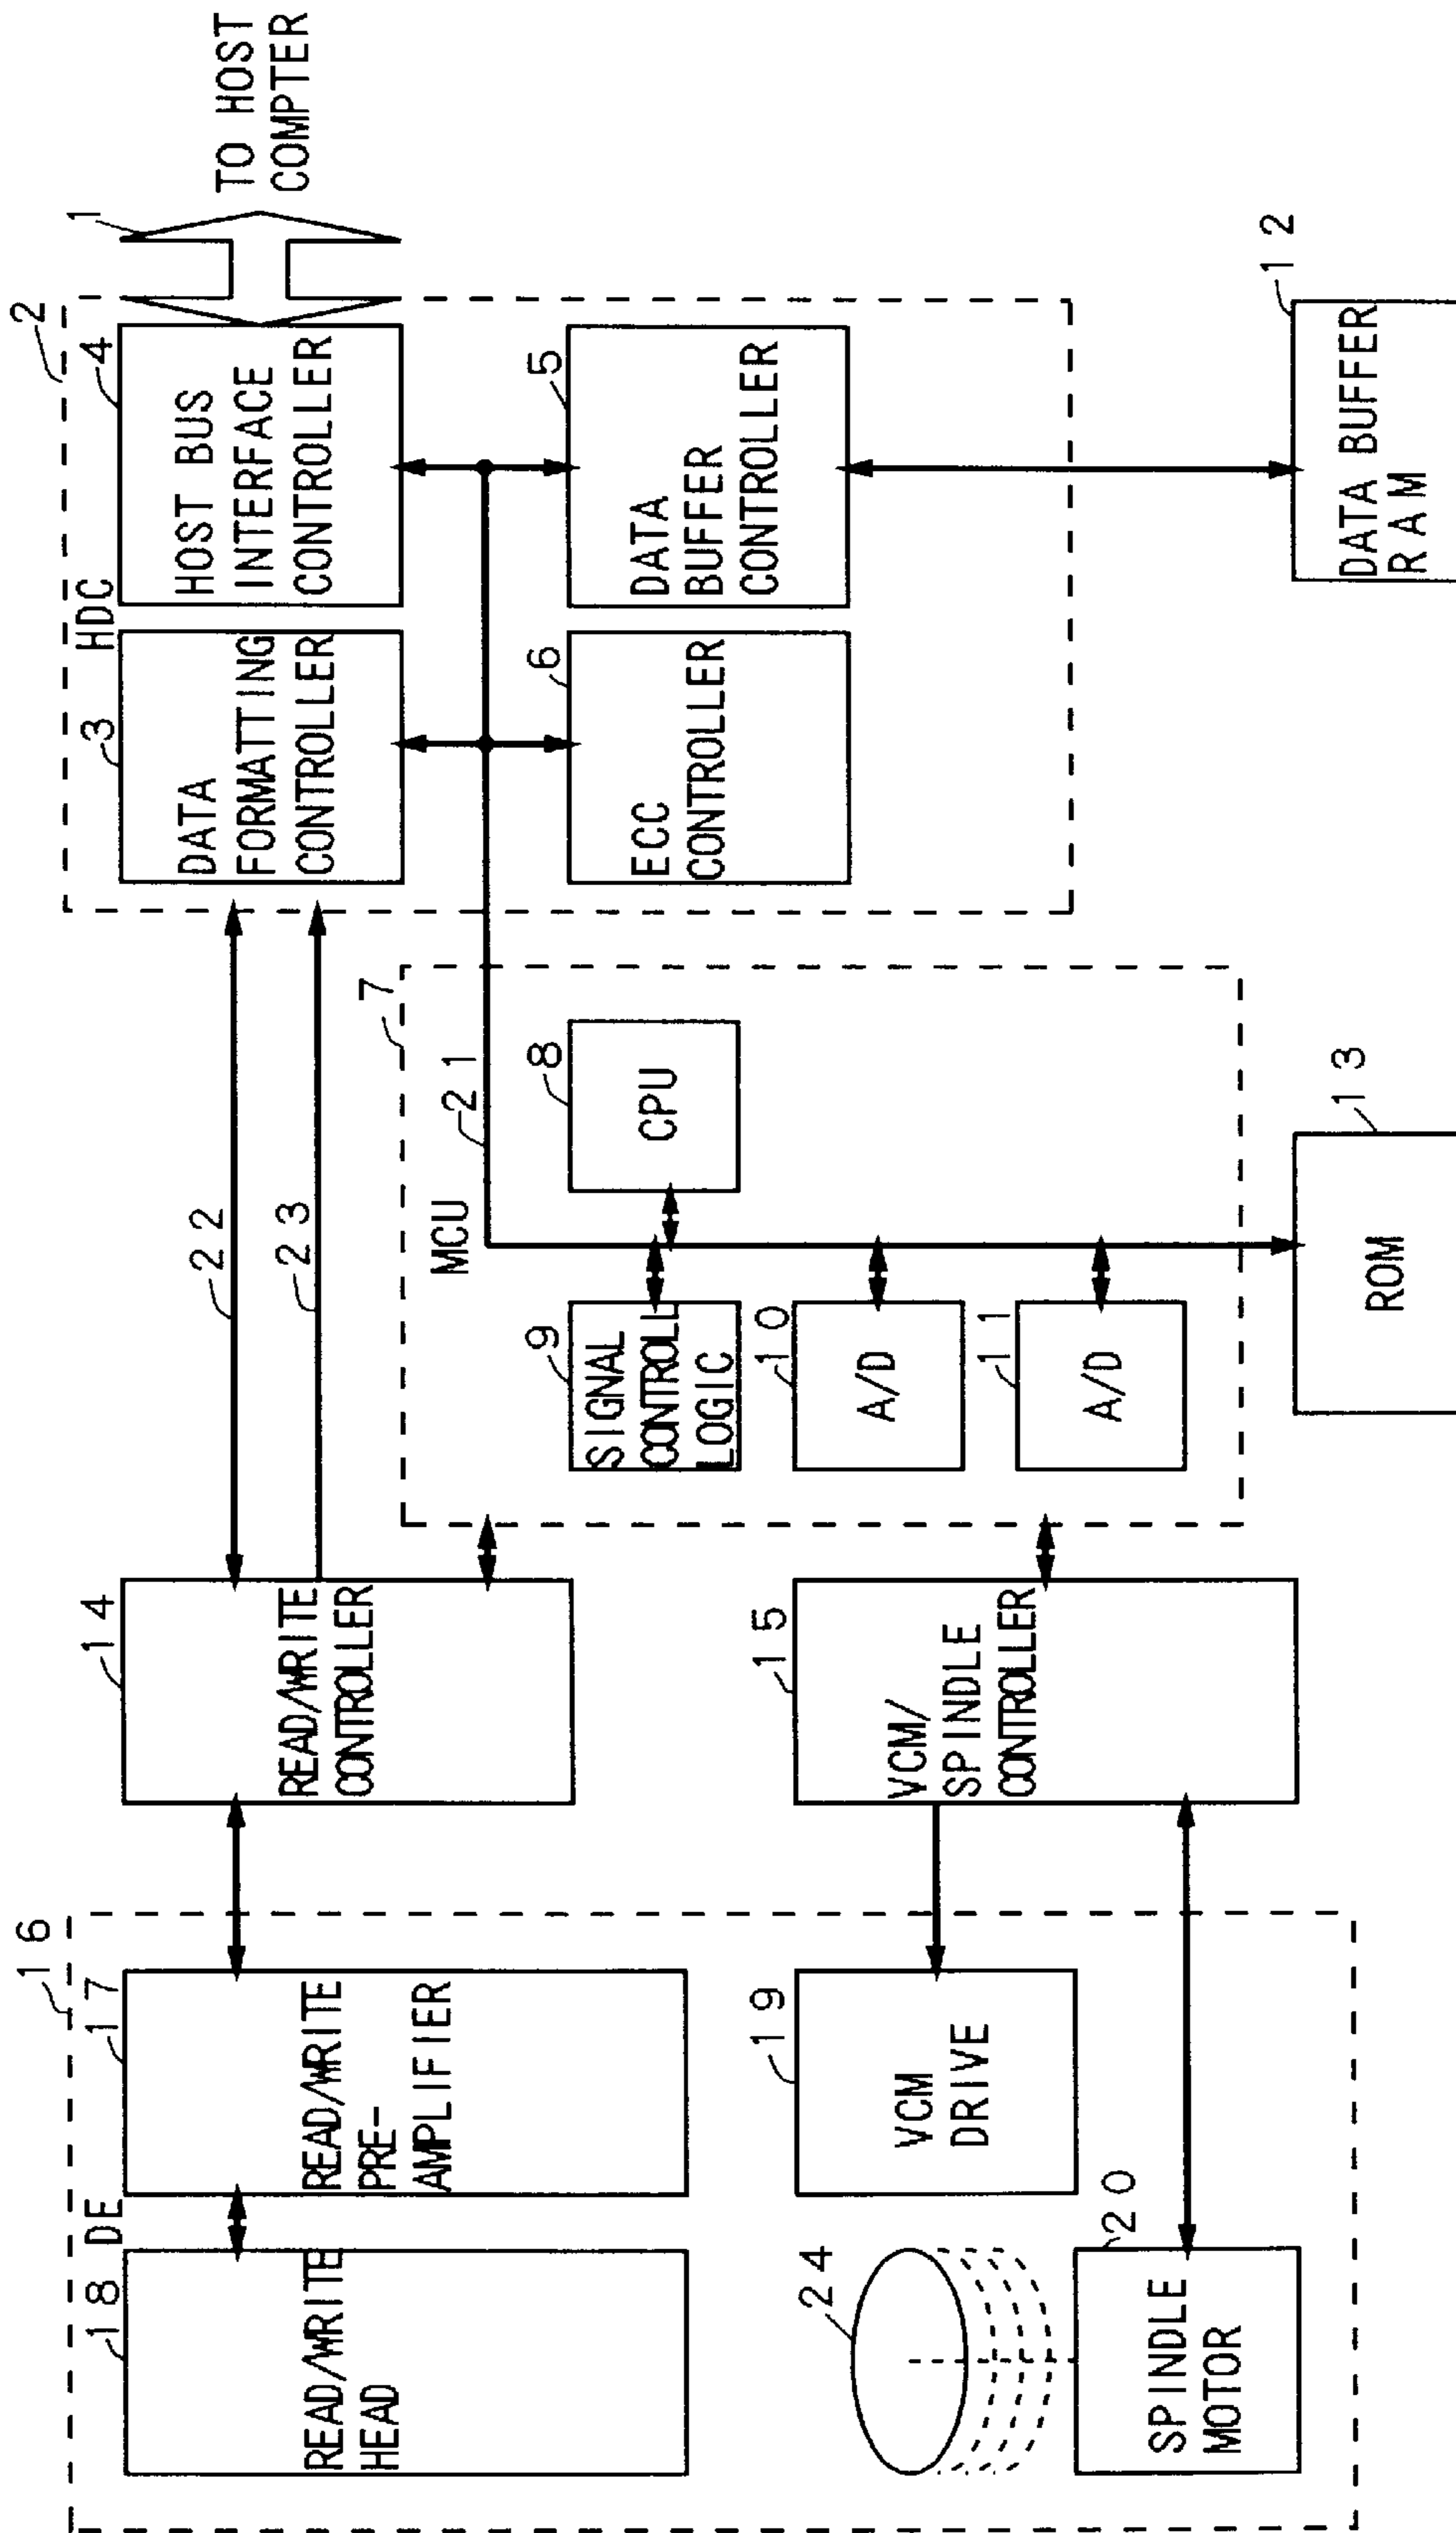 16
DE
18
READ/WRITE
HEAD
17
READ/WRITE
PRE-
AMPLIFIER
24
20
SPINDLE
MOTOR
19
VCM
DRIVE
14
READ/WRITE
CONTROLLER
15
VCM/
SPINDLE
CONTROLLER
22
23
7
MCU
21
9
SIGNAL
CONTROLL
LOGIC
8
CPU
10
A/D
11
A/D
13
ROM
2
HDC
3
DATA
FORMATTING
CONTROLLER
4
HOST BUS
INTERFACE
CONTROLLER
6
ECC
CONTROLLER
5
DATA
BUFFER
CONTROLLER
1
TO HOST
COMPTER
12
DATA BUFFER
RAM